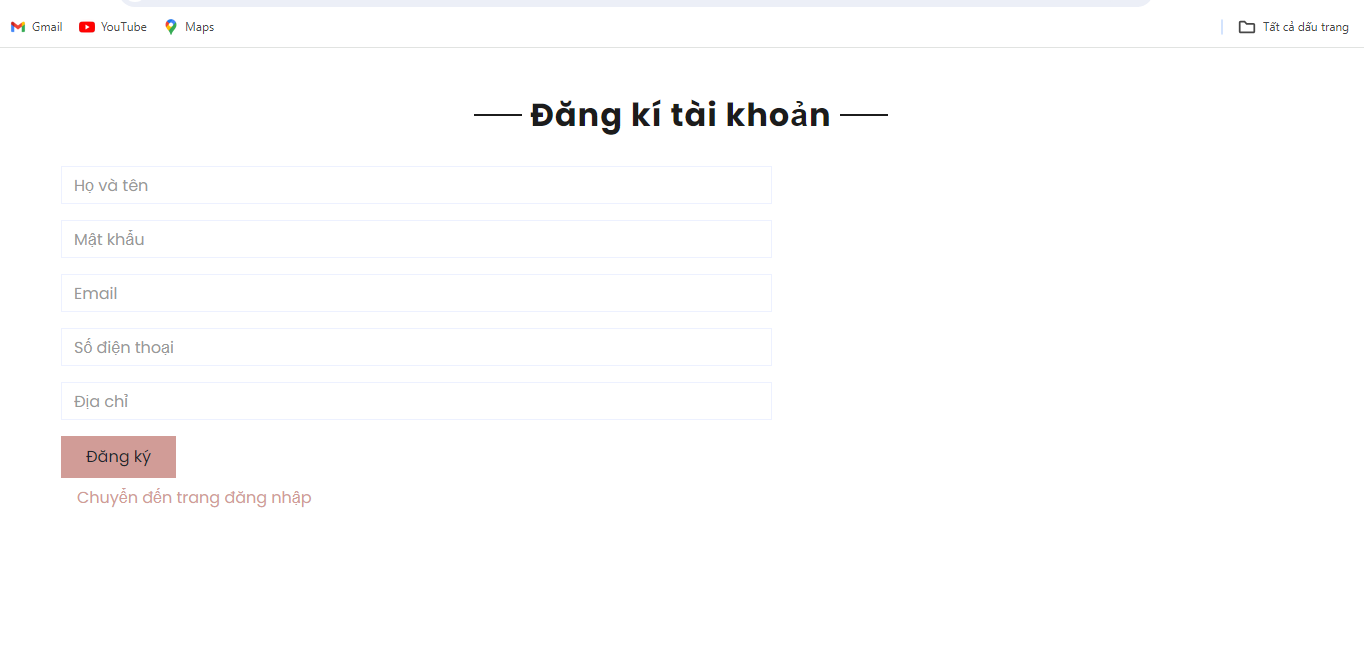 Gmail YouTube Maps Tất cả dấu trang
Đăng kí tài khoản
Họ và tên
Mật khẩu
Email
Số điện thoại
Địa chỉ
Đăng ký
Chuyển đến trang đăng nhập